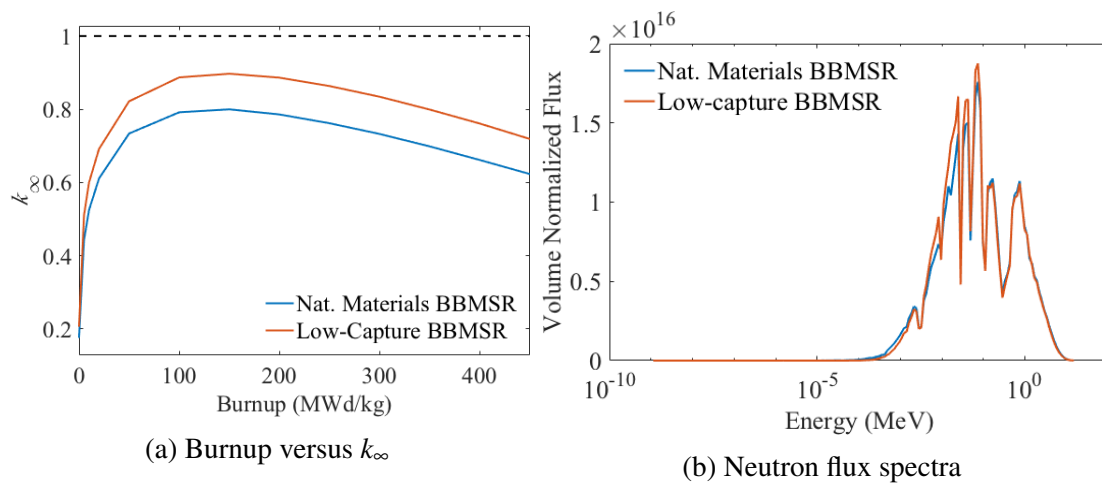 1
0.8
0.6
0.4
0.2
k∞
0
100
200
300
400
Burnup (MWd/kg)
Nat. Materials BBMSR
Low-Capture BBMSR
(a) Burnup versus k∞
2 × 10^16
1.5
1
0.5
0
Volume Normalized Flux
Nat. Materials BBMSR
Low-capture BBMSR
10^-10
10^-5
10^0
Energy (MeV)
(b) Neutron flux spectra